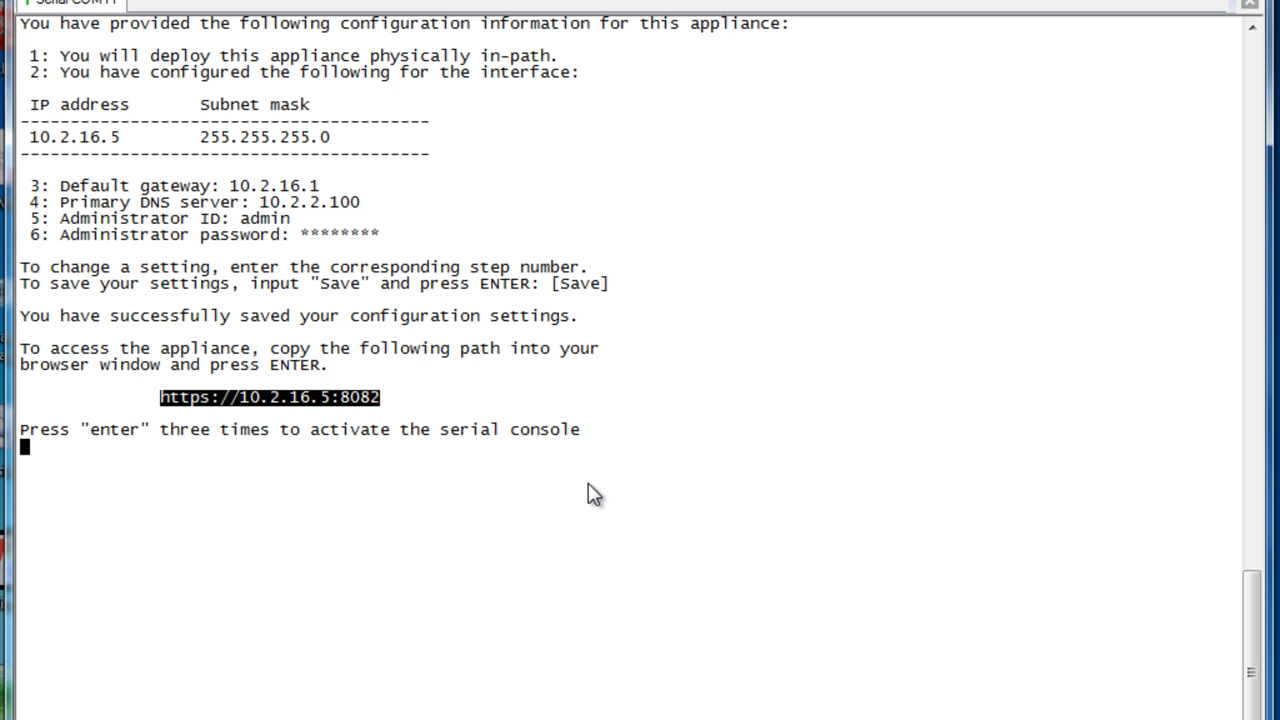 You have provided the following configuration information for this appliance:
1: You will deploy this appliance physically in-path.
2: You have configured the following for the interface:
IP address Subnet mask
-----------------------------------------
10.2.16.5 255.255.255.0
-----------------------------------------
3: Default gateway: 10.2.16.1
4: Primary DNS server: 10.2.2.100
5: Administrator ID: admin
6: Administrator password: ********
To change a setting, enter the corresponding step number.
To save your settings, input "Save" and press ENTER: [Save]
You have successfully saved your configuration settings.
To access the appliance, copy the following path into your
browser window and press ENTER.
https://10.2.16.5:8082
Press "enter" three times to activate the serial console